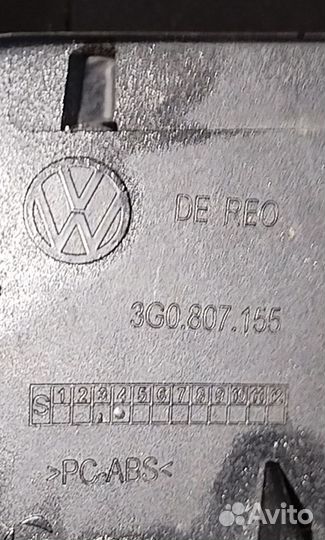 DE REO
3G0.807.155
S 1 2 3 4 5 6 7 8 9 10 11 12
>PC-ABS<
Avito